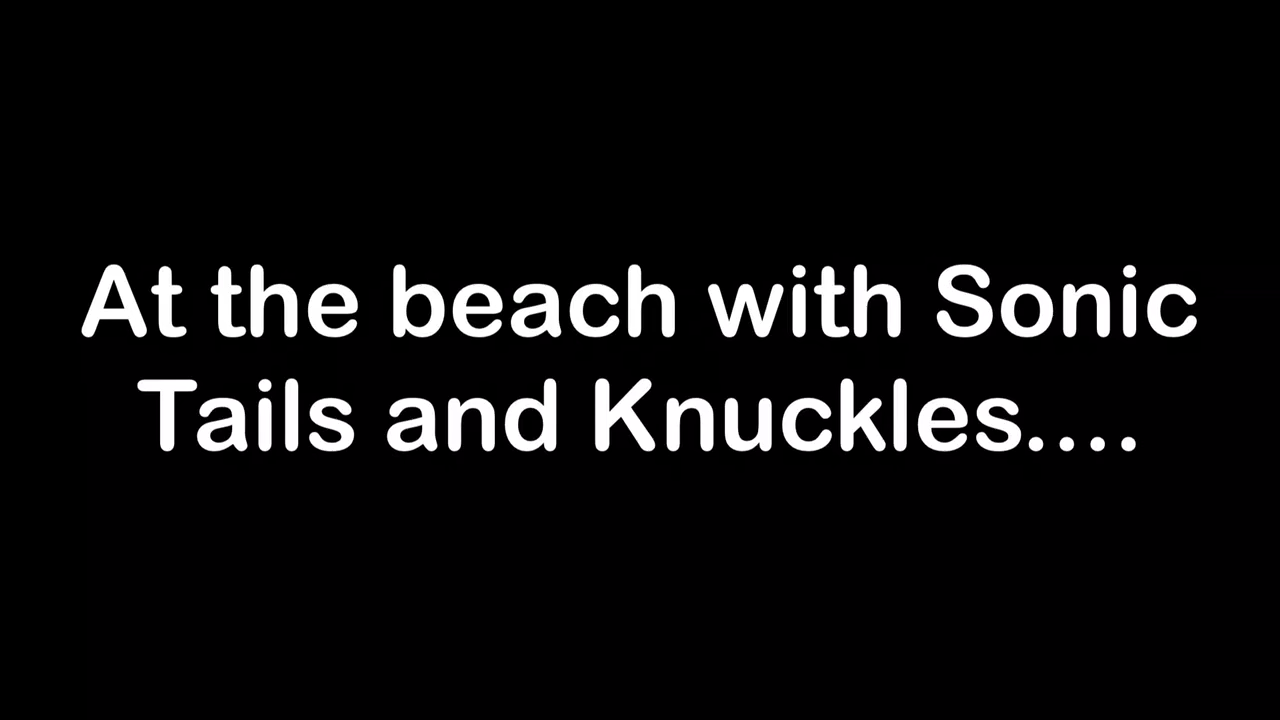 At the beach with Sonic
Tails and Knuckles....